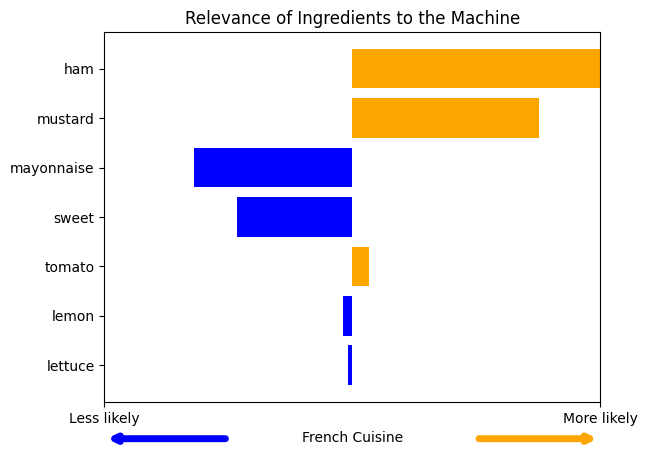 Relevance of Ingredients to the Machine
ham
mustard
mayonnaise
sweet
tomato
lemon
lettuce
Less likely
More likely
French Cuisine